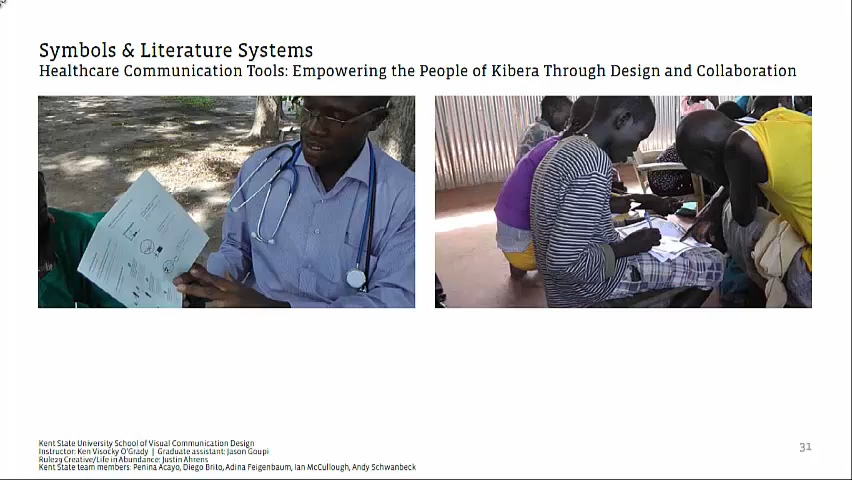 Symbols & Literature Systems
Healthcare Communication Tools: Empowering the People of Kibera Through Design and Collaboration
Kent State University School of Visual Communication Design
Instructor: Ken Visocky O'Grady | Graduate assistant: Jason Goupi
Rule29 Creative/Life in Abundance: Justin Ahrens
Kent State team members: Penina Acayo, Diego Brito, Adina Feigenbaum, Ian McCullough, Andy Schwanbeck
31